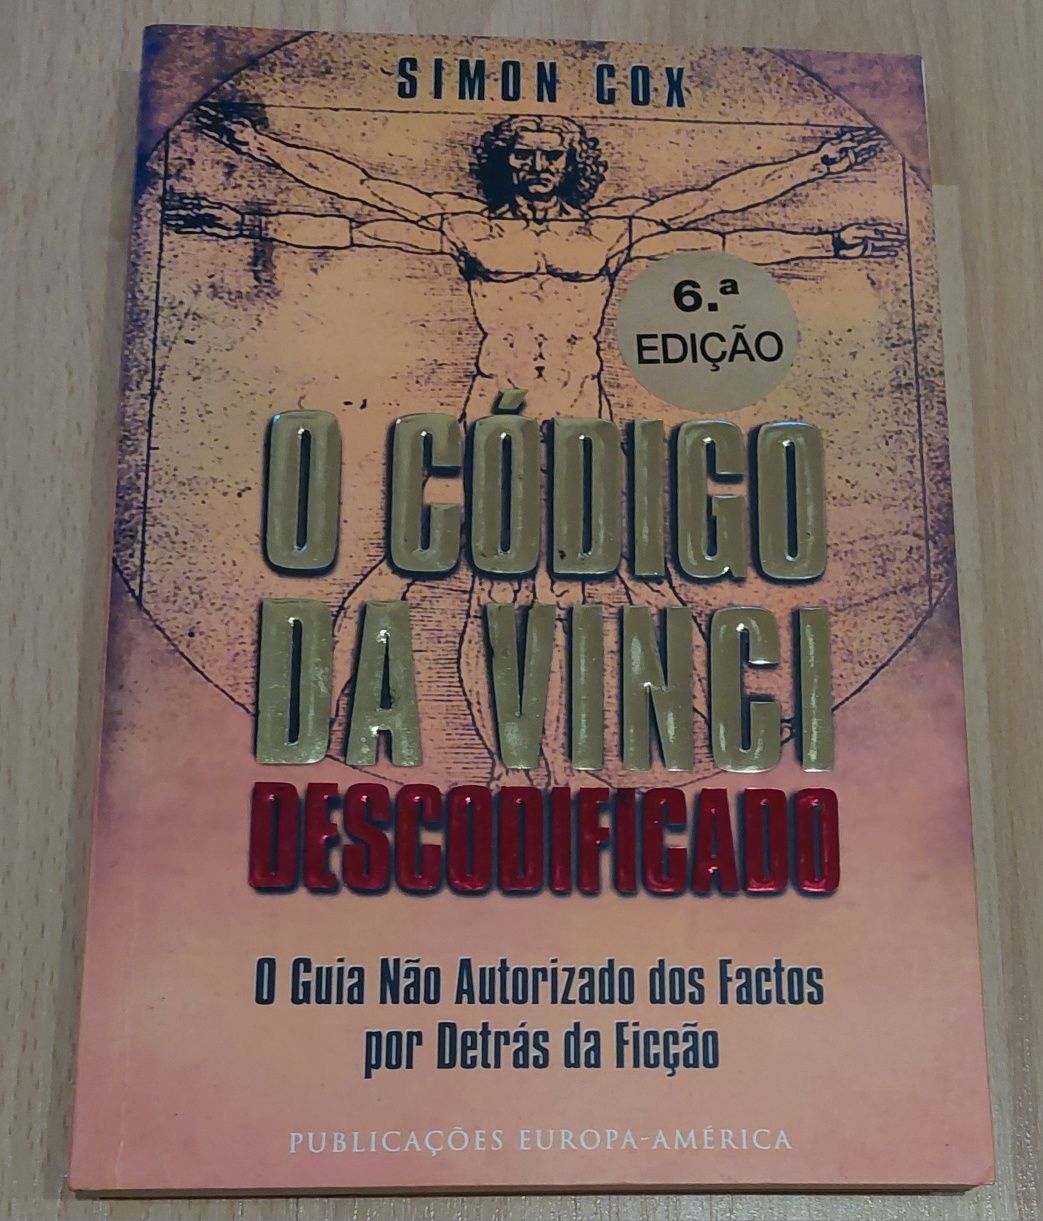 SIMON COX
6.ª
EDIÇÃO
O CÓDIGO
DA VINCI
DESCODIFICADO
O Guia Não Autorizado dos Factos
por Detrás da Ficção
PUBLICAÇÕES EUROPA-AMÉRICA